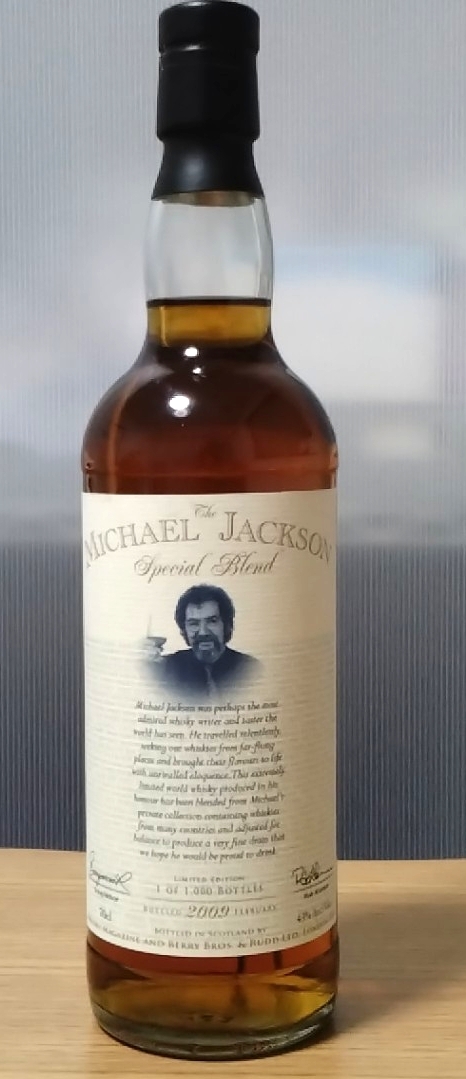 The
MICHAEL JACKSON
Special Blend
Michael Jackson was perhaps the most
admired whisky writer and taster the
world has seen. He travelled relentlessly,
seeking out whiskies from far-flung
places and brought their flavours to life
with unrivalled eloquence. This extremely
limited world whisky produced in his
honour has been blended from Michael's
private collection containing whiskies
from many countries and adjusted for
balance to produce a very fine dram that
we hope he would be proud to drink.
LIMITED EDITION
1 OF 1,000 BOTTLES
BOTTLED 2009 FEBRUARY
70cl
BOTTLED IN SCOTLAND BY
MAGAZINE AND BERRY BROS. & RUDD LTD, LONDON